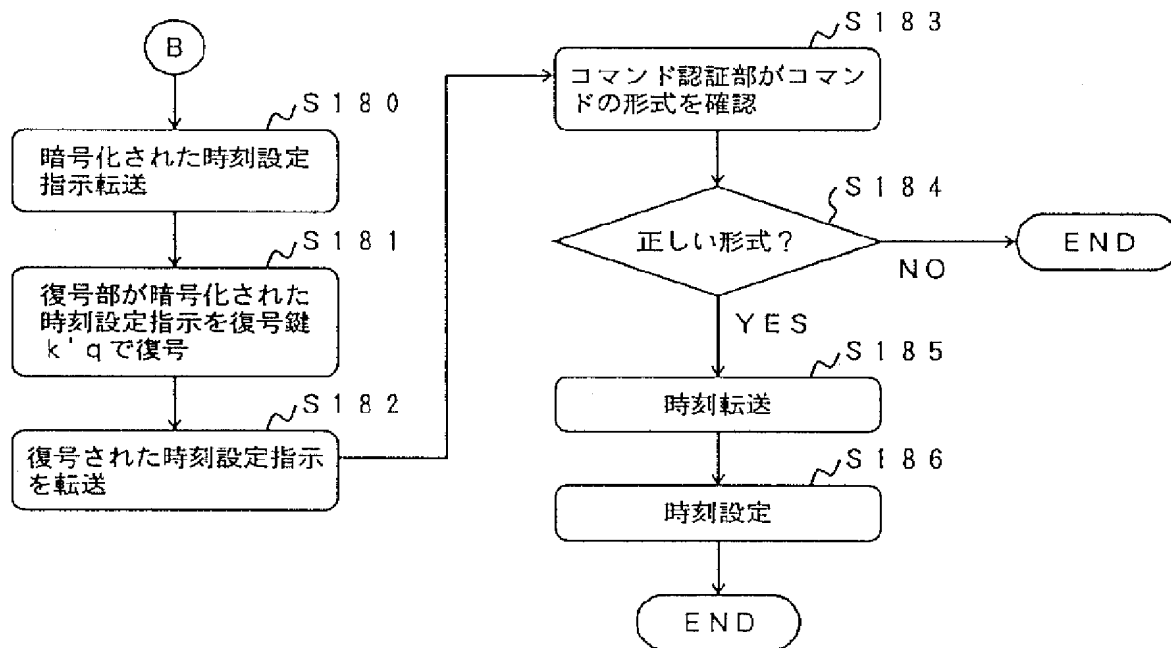 B
S180
暗号化された時刻設定
指示転送
S181
復号部が暗号化された
時刻設定指示を復号鍵
k'qで復号
S182
復号された時刻設定指示
を転送
S183
コマンド認証部がコマン
ドの形式を確認
S184
正しい形式?
NO
END
YES
S185
時刻転送
S186
時刻設定
END